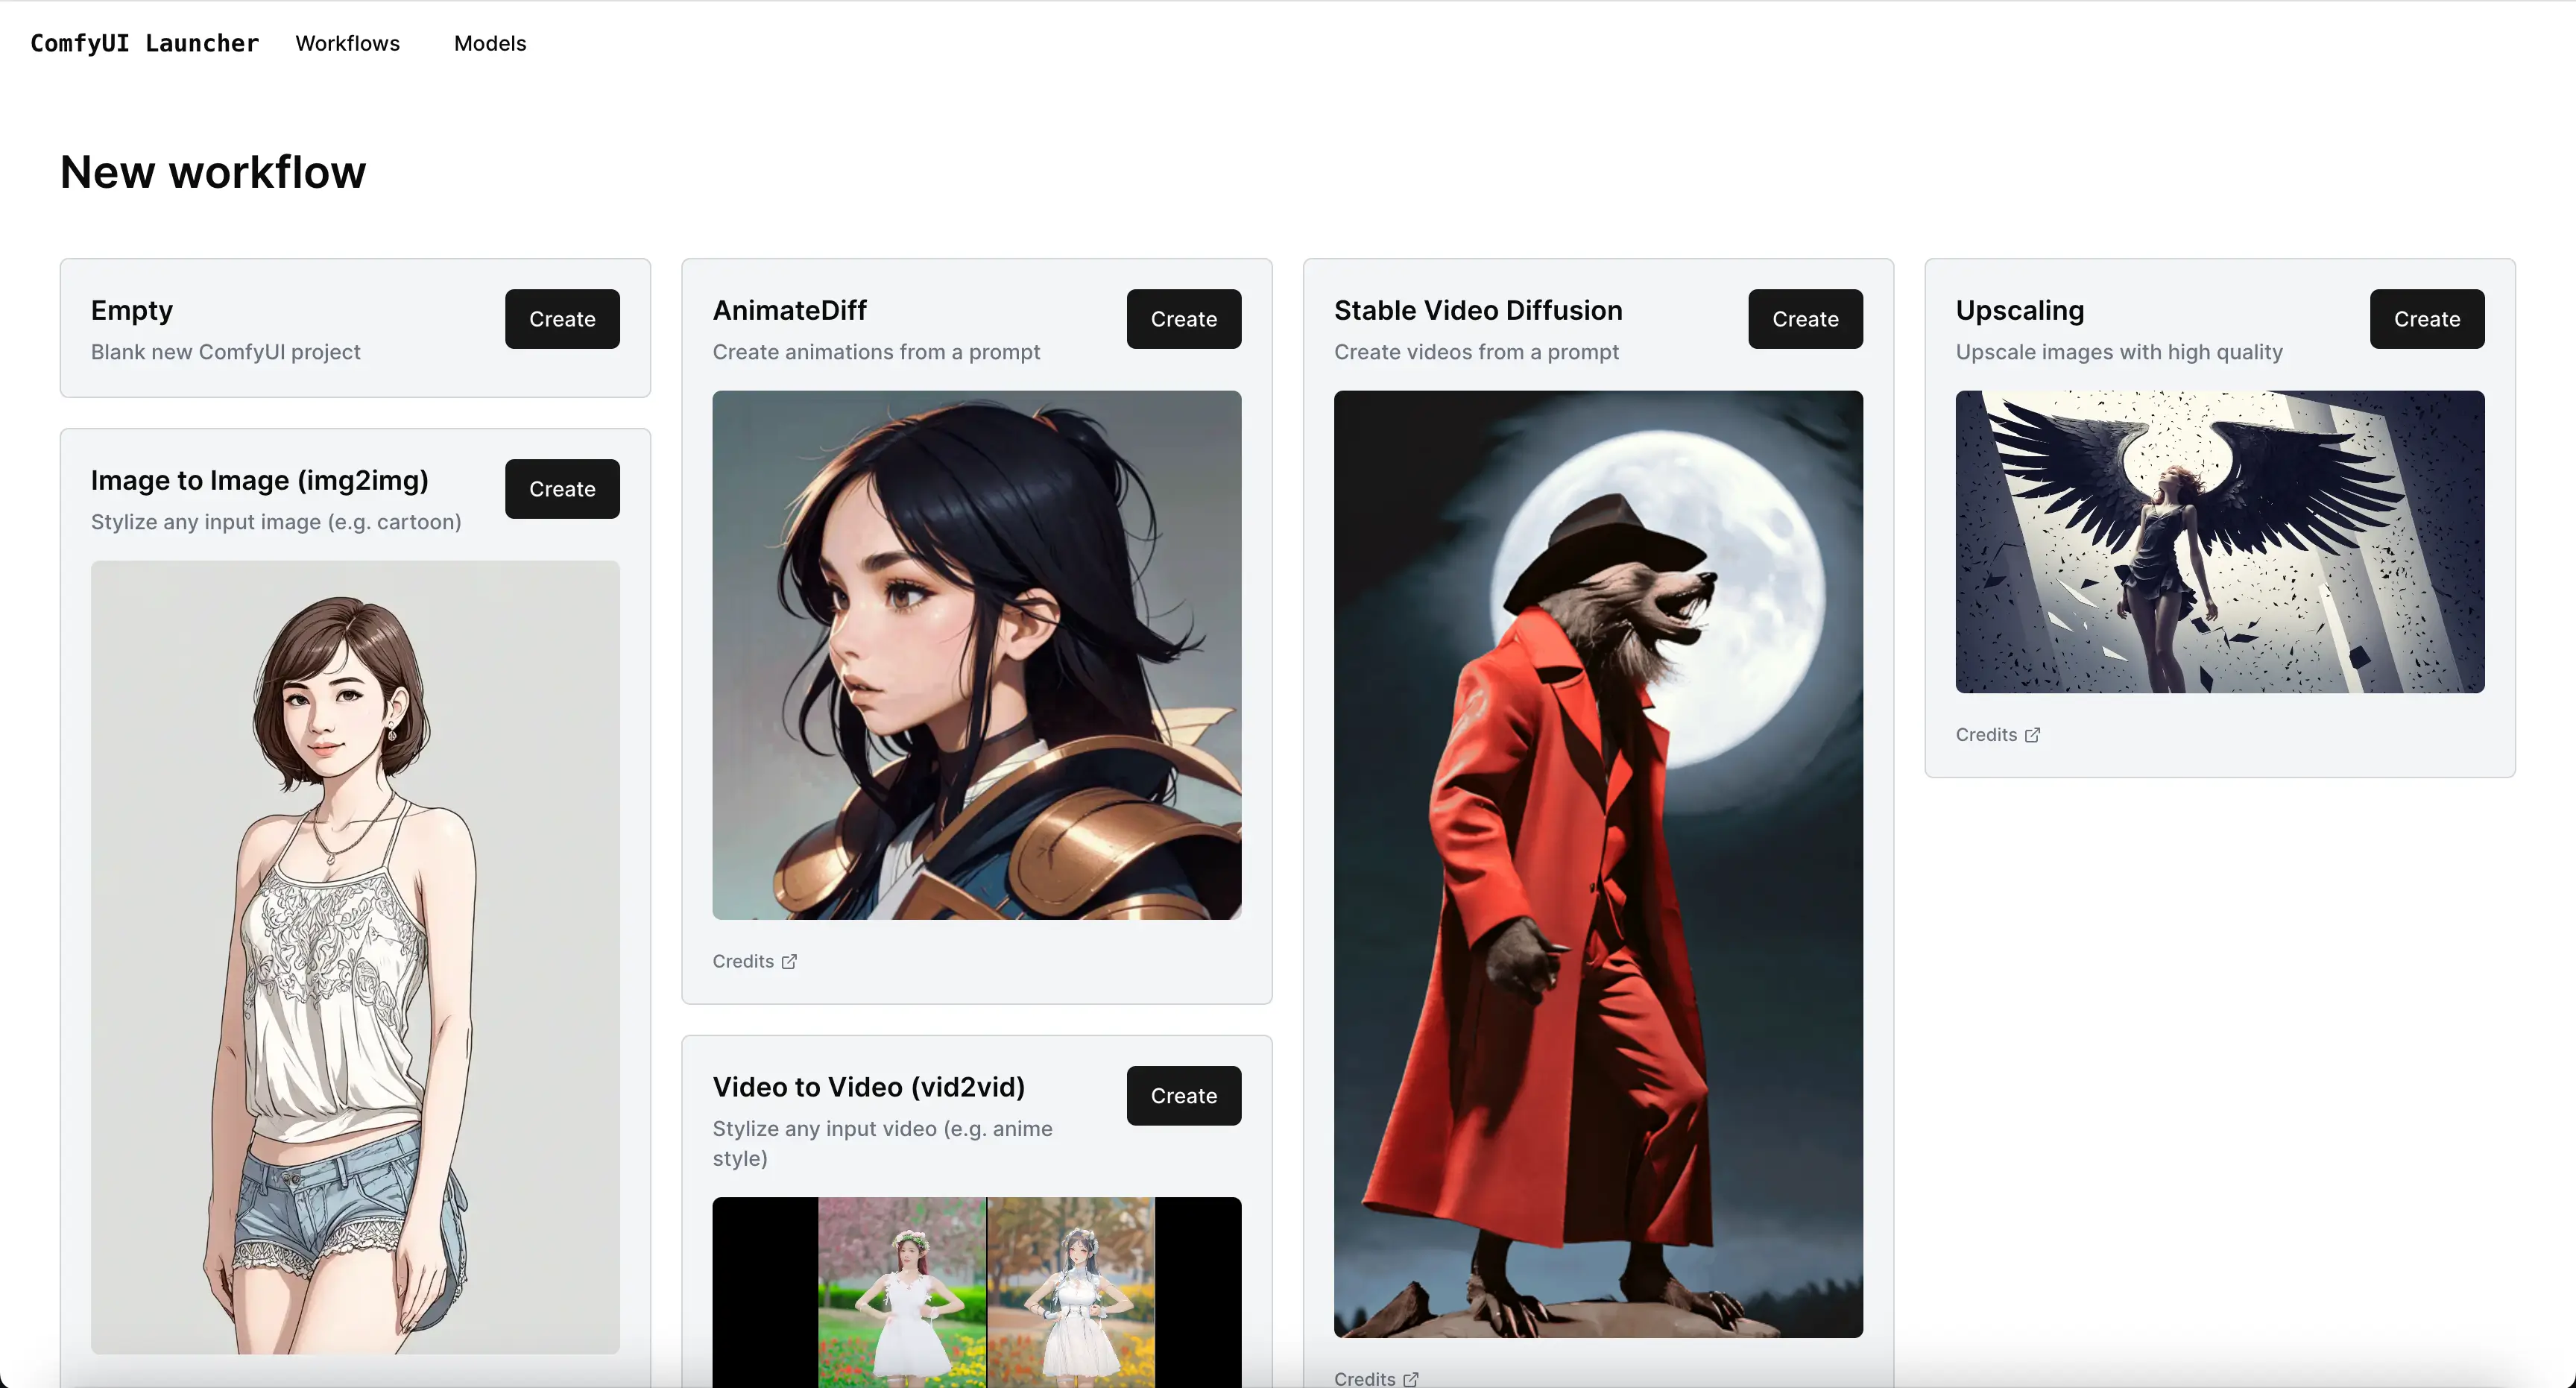 ComfyUI Launcher Workflows Models
New workflow
Empty
Blank new ComfyUI project
Create
Image to Image (img2img)
Stylize any input image (e.g. cartoon)
Create
AnimateDiff
Create animations from a prompt
Create
Credits
Video to Video (vid2vid)
Stylize any input video (e.g. anime
style)
Create
Stable Video Diffusion
Create videos from a prompt
Create
Credits
Upscaling
Upscale images with high quality
Create
Credits